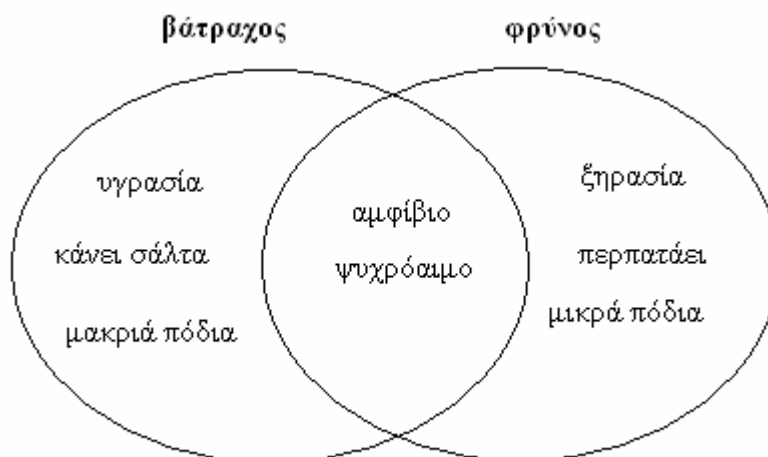 βάτραχος
φρύνος
υγρασία
κάνει σάλτα
μακριά πόδια
αμφίβιο
ψυχρόαιμο
ξηρασία
περπατάει
μικρά πόδια